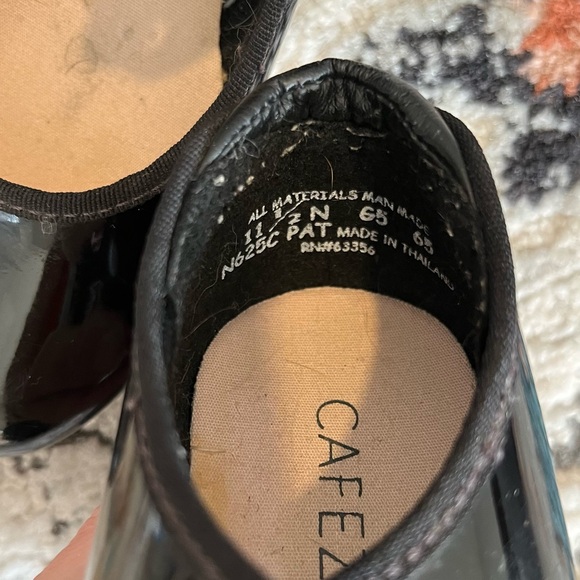 ALL MATERIALS MAN MADE
11 1/2 N 65 65
N625C PAT MADE IN THAILAND
RN#63356
CAFEZ